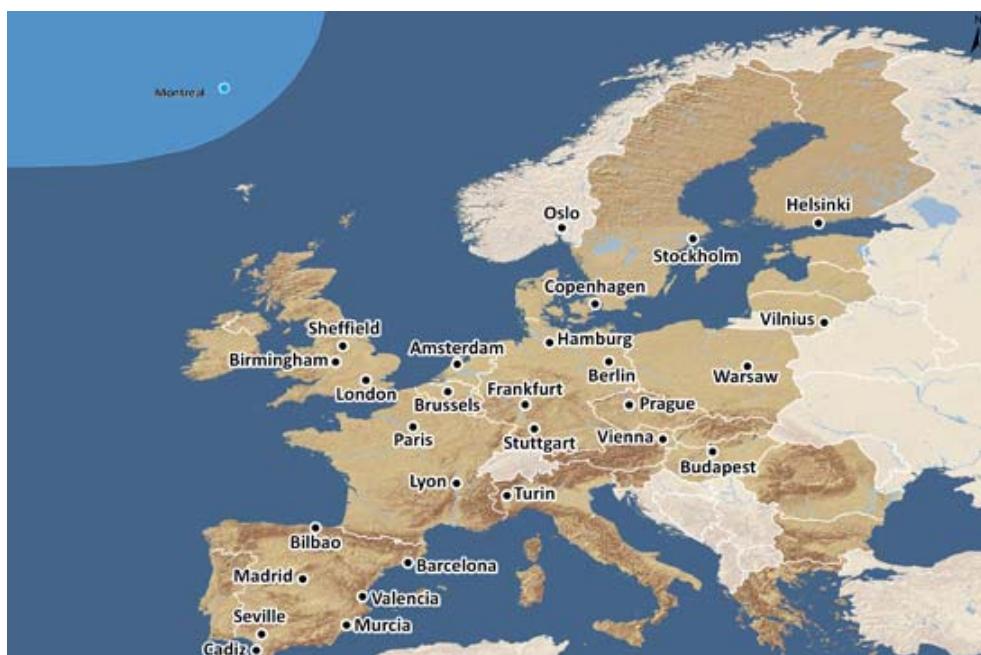 N
Montreal
Oslo
Helsinki
Stockholm
Copenhagen
Vilnius
Sheffield
Hamburg
Amsterdam
Birmingham
Berlin
Warsaw
London
Frankfurt
Brussels
Prague
Paris
Stuttgart
Vienna
Budapest
Lyon
Turin
Bilbao
Barcelona
Madrid
Valencia
Seville
Murcia
Cadiz